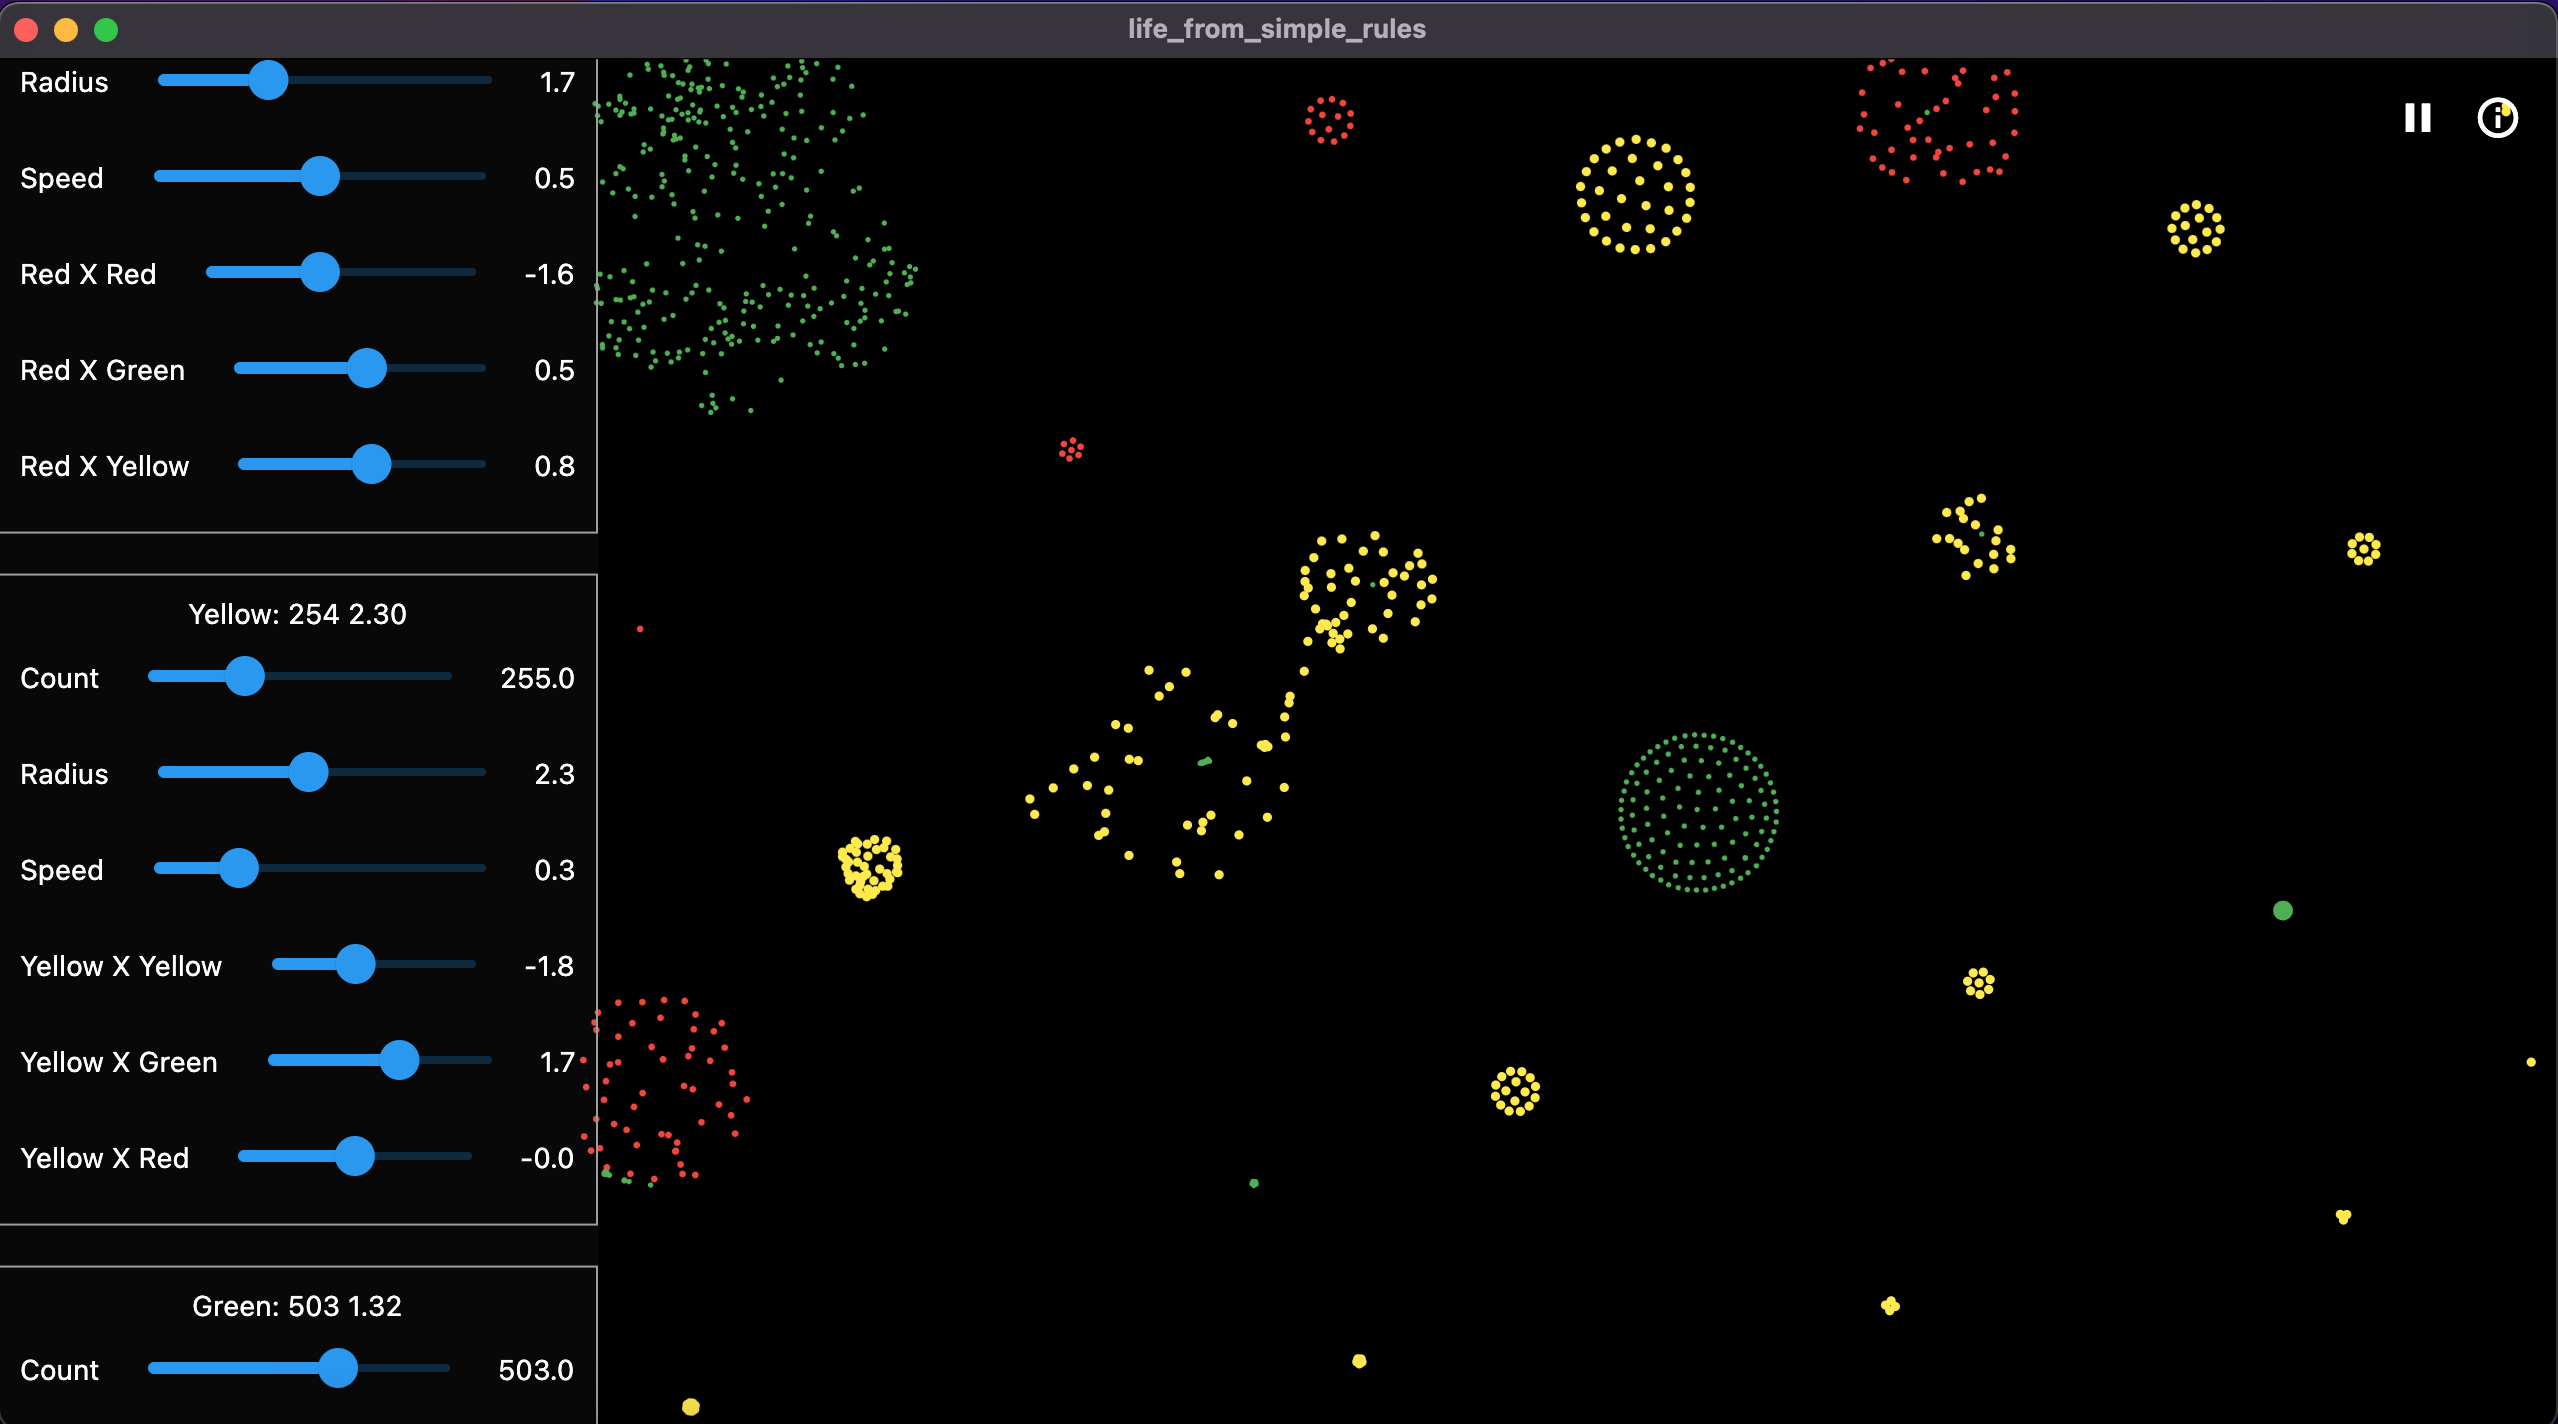 life_from_simple_rules
Radius 1.7
Speed 0.5
Red X Red -1.6
Red X Green 0.5
Red X Yellow 0.8
Yellow: 254 2.30
Count 255.0
Radius 2.3
Speed 0.3
Yellow X Yellow -1.8
Yellow X Green 1.7
Yellow X Red -0.0
Green: 503 1.32
Count 503.0